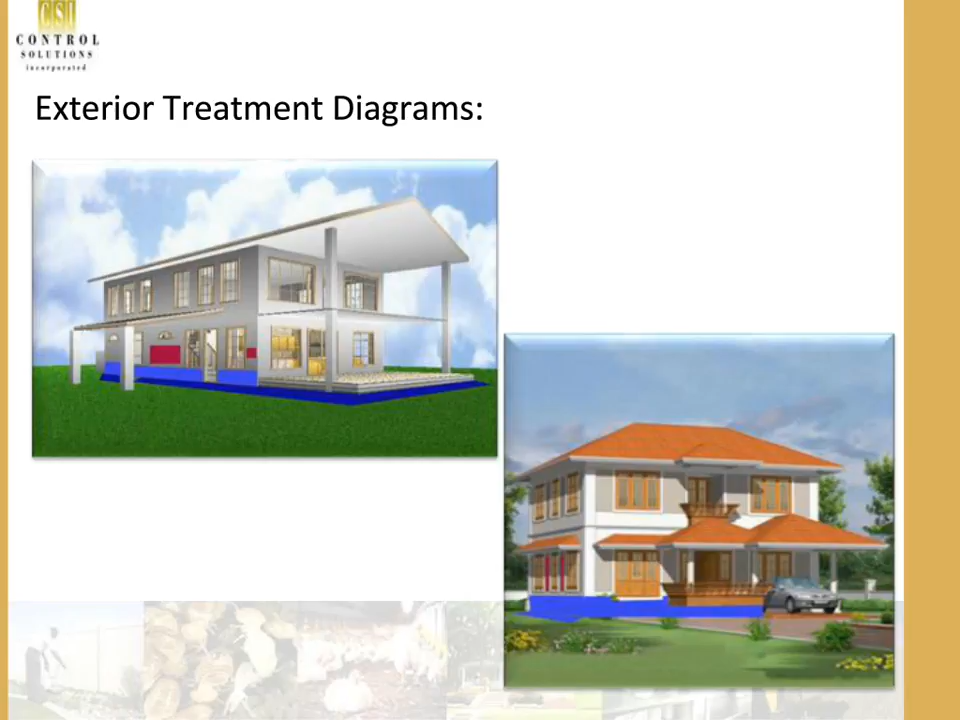 CSI
CONTROL
SOLUTIONS
incorporated
Exterior Treatment Diagrams: